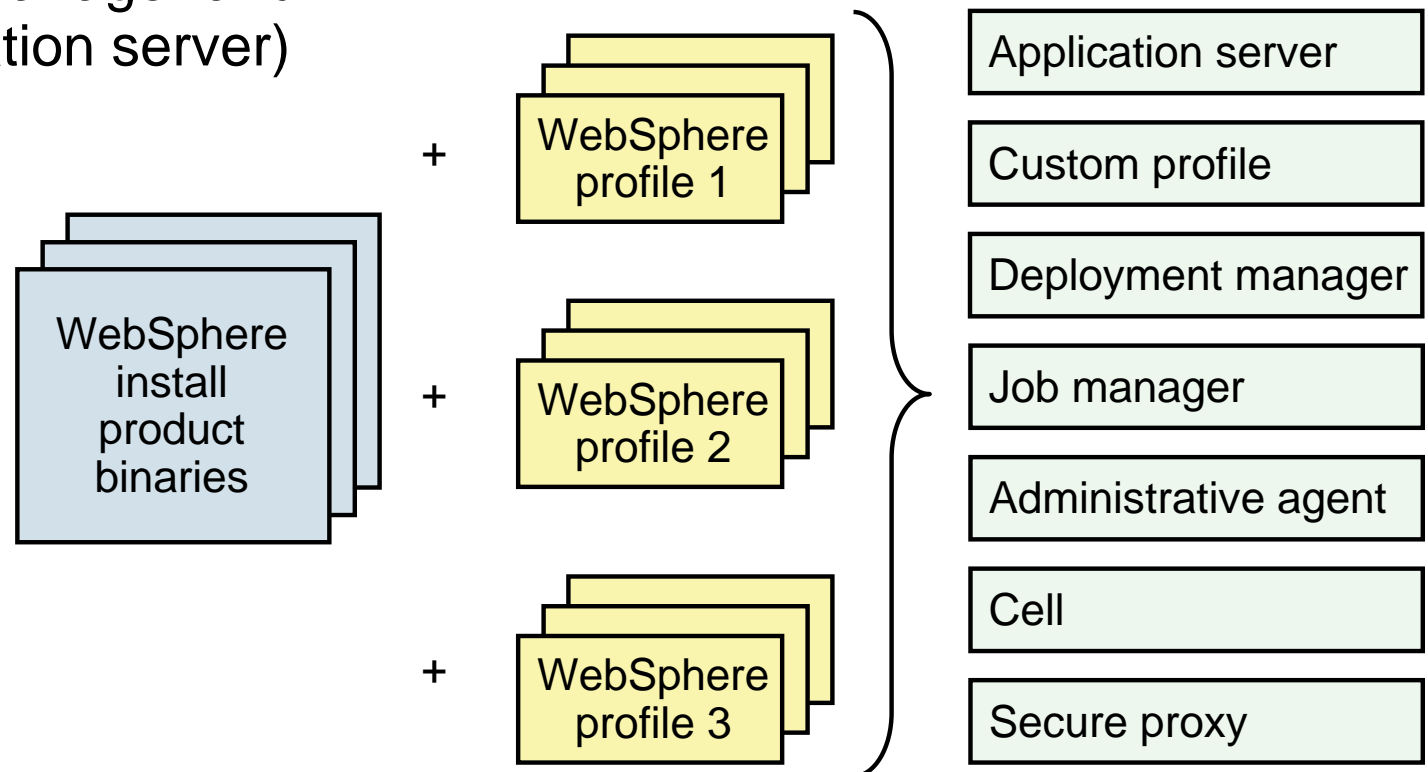 ation server)
+
WebSphere
profile 1
WebSphere
install
product
binaries
+
WebSphere
profile 2
+
WebSphere
profile 3
Application server
Custom profile
Deployment manager
Job manager
Administrative agent
Cell
Secure proxy